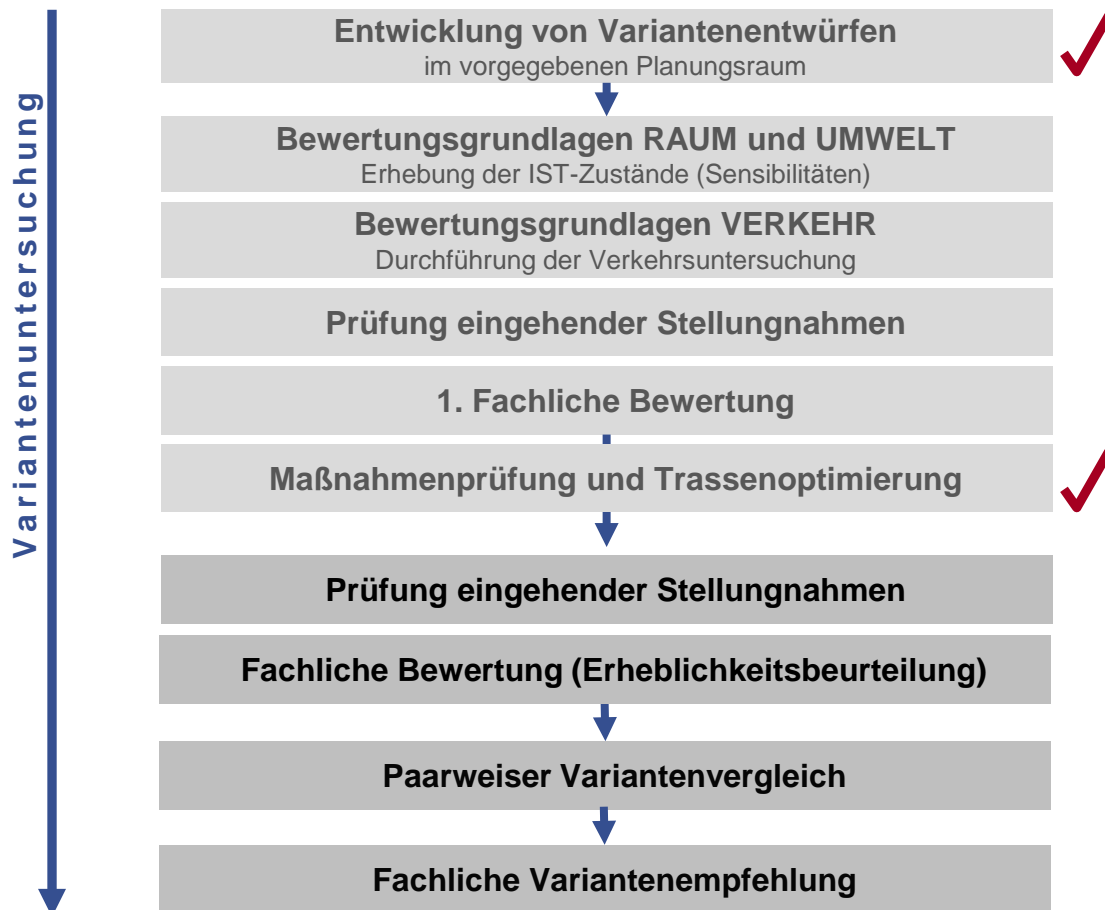 Variantenuntersuchung
Entwicklung von Variantenentwürfen
im vorgegebenen Planungsraum
Bewertungsgrundlagen RAUM und UMWELT
Erhebung der IST-Zustände (Sensibilitäten)
Bewertungsgrundlagen VERKEHR
Durchführung der Verkehrsuntersuchung
Prüfung eingehender Stellungnahmen
1. Fachliche Bewertung
Maßnahmenprüfung und Trassenoptimierung
Prüfung eingehender Stellungnahmen
Fachliche Bewertung (Erheblichkeitsbeurteilung)
Paarweiser Variantenvergleich
Fachliche Variantenempfehlung